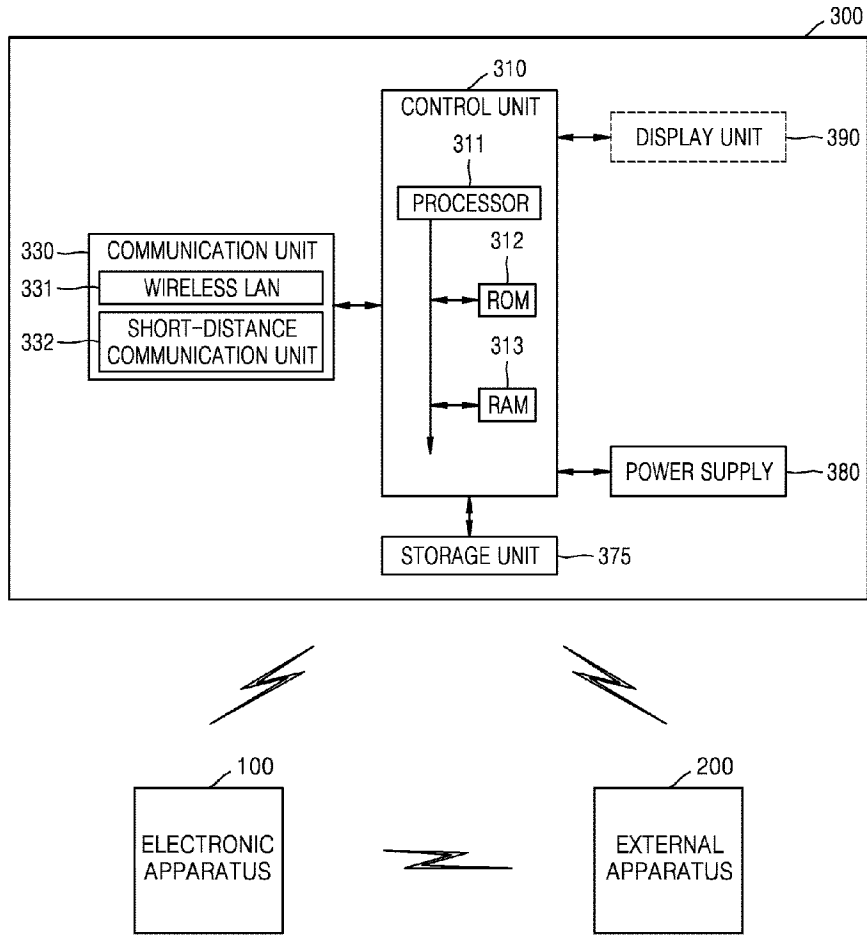 300
310
CONTROL UNIT
311
PROCESSOR
312
ROM
313
RAM
DISPLAY UNIT
390
330
COMMUNICATION UNIT
331
WIRELESS LAN
332
SHORT-DISTANCE
COMMUNICATION UNIT
POWER SUPPLY
380
STORAGE UNIT
375
100
ELECTRONIC
APPARATUS
200
EXTERNAL
APPARATUS